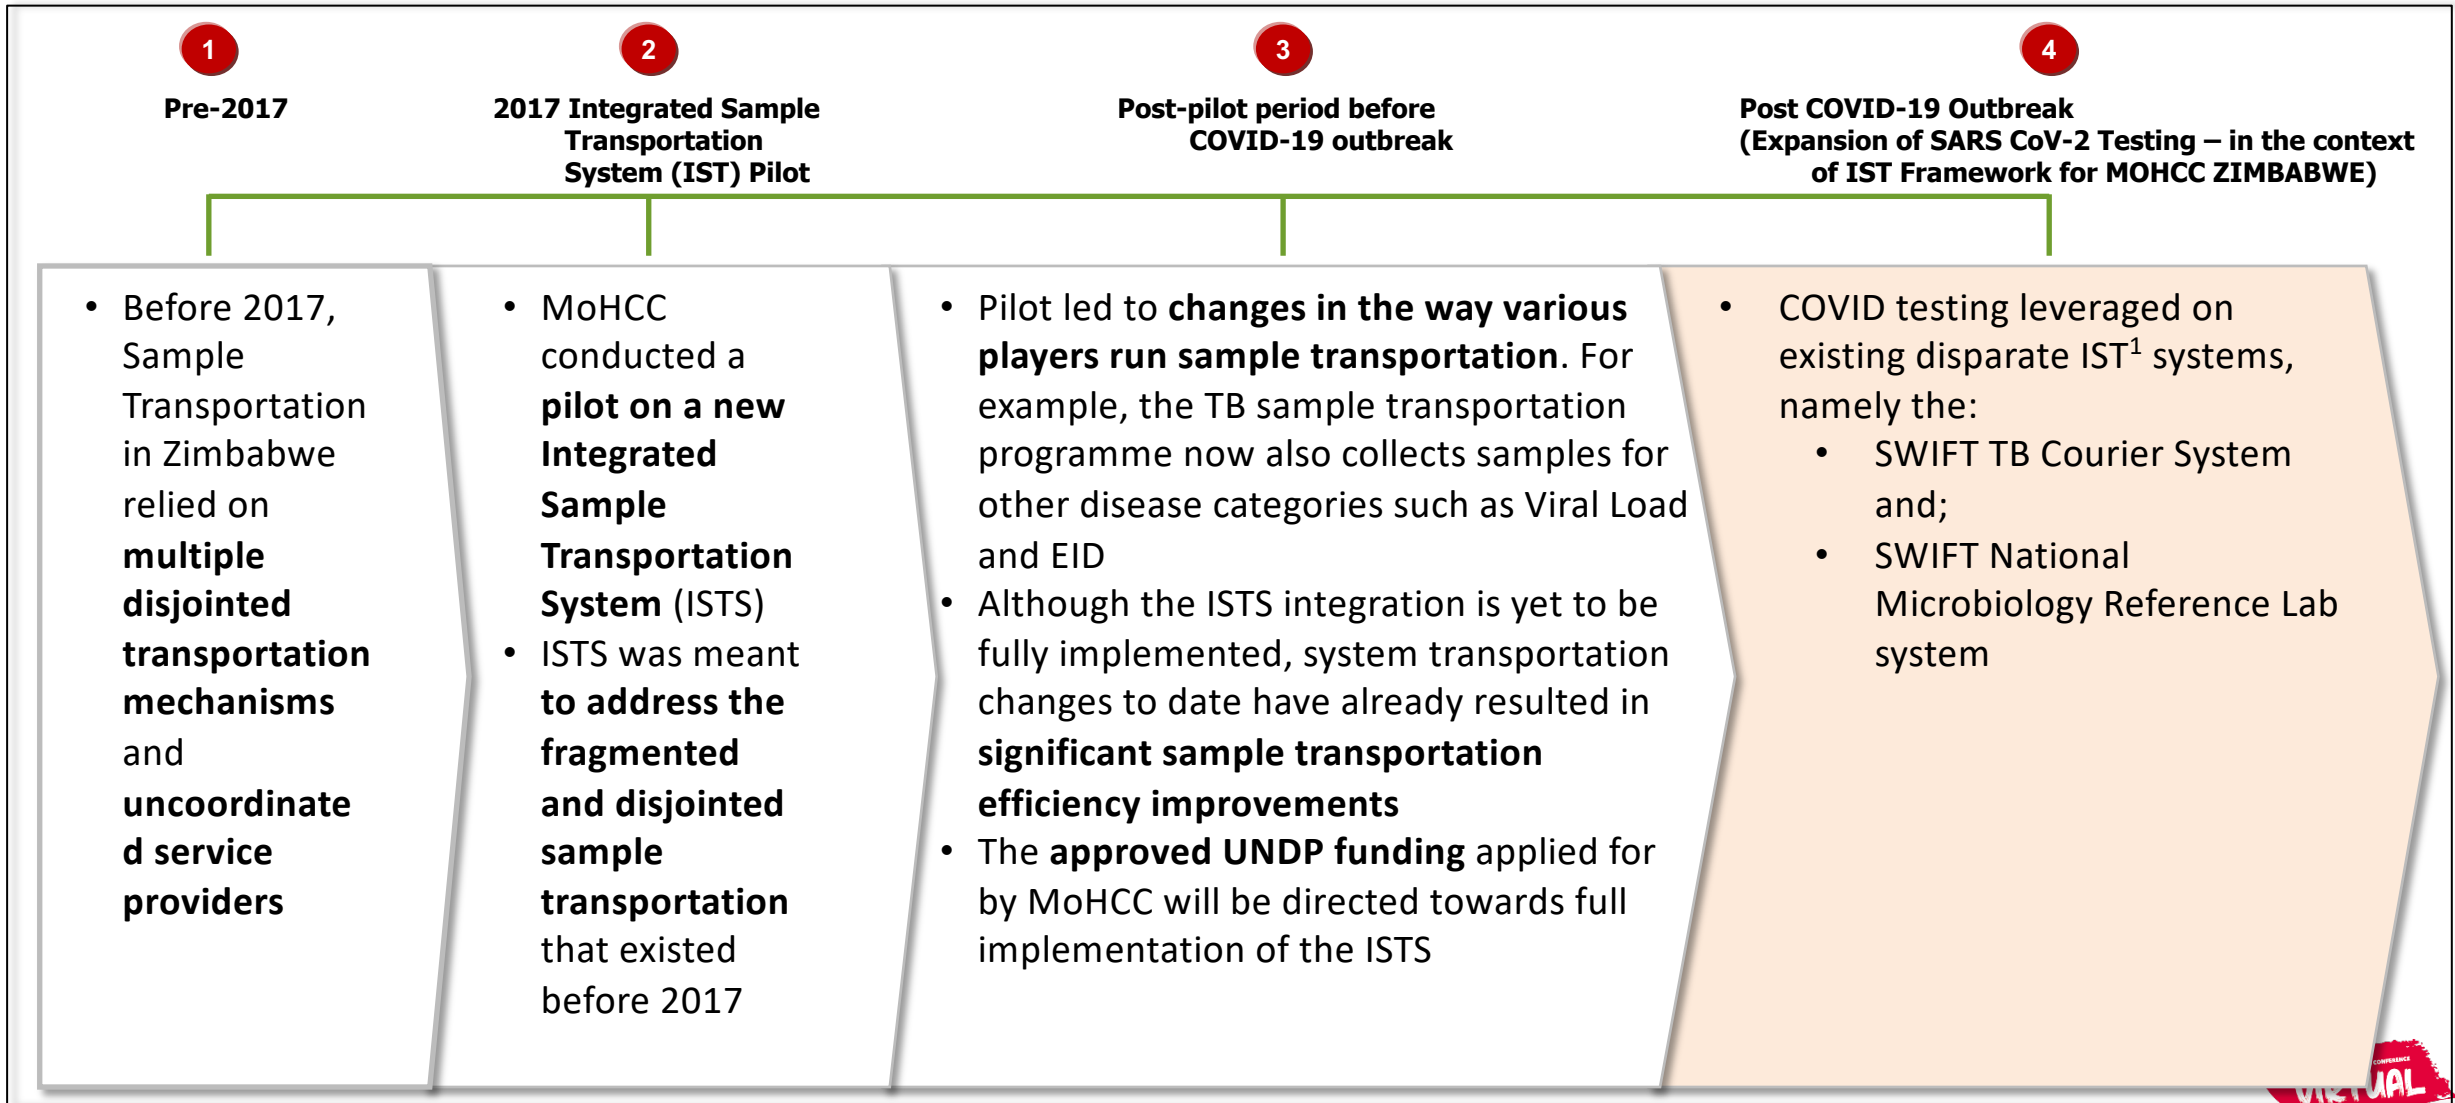 1
Pre-2017
2
2017 Integrated Sample
Transportation
System (IST) Pilot
3
Post-pilot period before
COVID-19 outbreak
4
Post COVID-19 Outbreak
(Expansion of SARS CoV-2 Testing – in the context
of IST Framework for MOHCC ZIMBABWE)
• Before 2017,
Sample
Transportation
in Zimbabwe
relied on
multiple
disjointed
transportation
mechanisms
and
uncoordinate
d service
providers
• MoHCC
conducted a
pilot on a new
Integrated
Sample
Transportation
System (ISTS)
• ISTS was meant
to address the
fragmented
and disjointed
sample
transportation
that existed
before 2017
• Pilot led to changes in the way various
players run sample transportation. For
example, the TB sample transportation
programme now also collects samples for
other disease categories such as Viral Load
and EID
• Although the ISTS integration is yet to be
fully implemented, system transportation
changes to date have already resulted in
significant sample transportation
efficiency improvements
• The approved UNDP funding applied for
by MoHCC will be directed towards full
implementation of the ISTS
• COVID testing leveraged on
existing disparate IST¹ systems,
namely the:
• SWIFT TB Courier System
and;
• SWIFT National
Microbiology Reference Lab
system
CONFERENCE
VIRTUAL